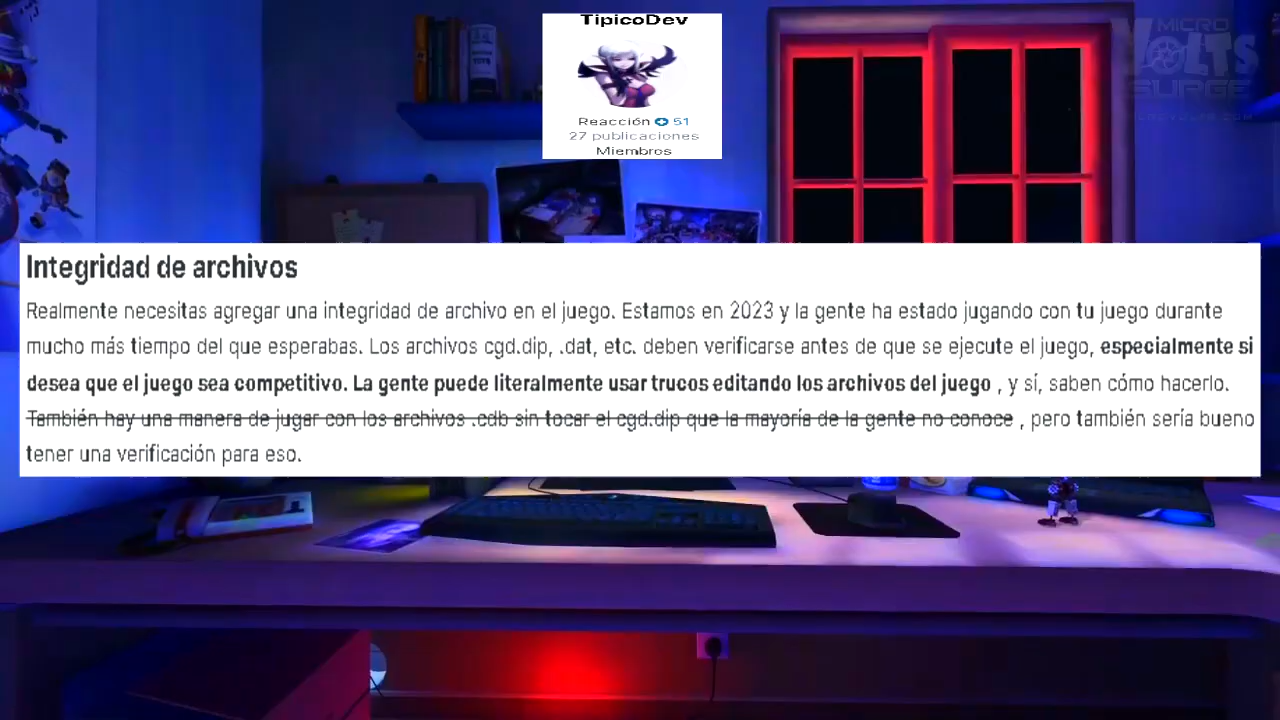 TipicoDev
Reacción 51
27 publicaciones
Miembros
MICRO
VOLTS
SURGE
Integridad de archivos
Realmente necesitas agregar una integridad de archivo en el juego. Estamos en 2023 y la gente ha estado jugando con tu juego durante
mucho más tiempo del que esperabas. Los archivos cgd.dip, .dat, etc. deben verificarse antes de que se ejecute el juego, especialmente si
desea que el juego sea competitivo. La gente puede literalmente usar trucos editando los archivos del juego , y sí, saben cómo hacerlo.
También hay una manera de jugar con los archivos .cdb sin tocar el cgd.dip que la mayoría de la gente no conoce , pero también sería bueno
tener una verificación para eso.